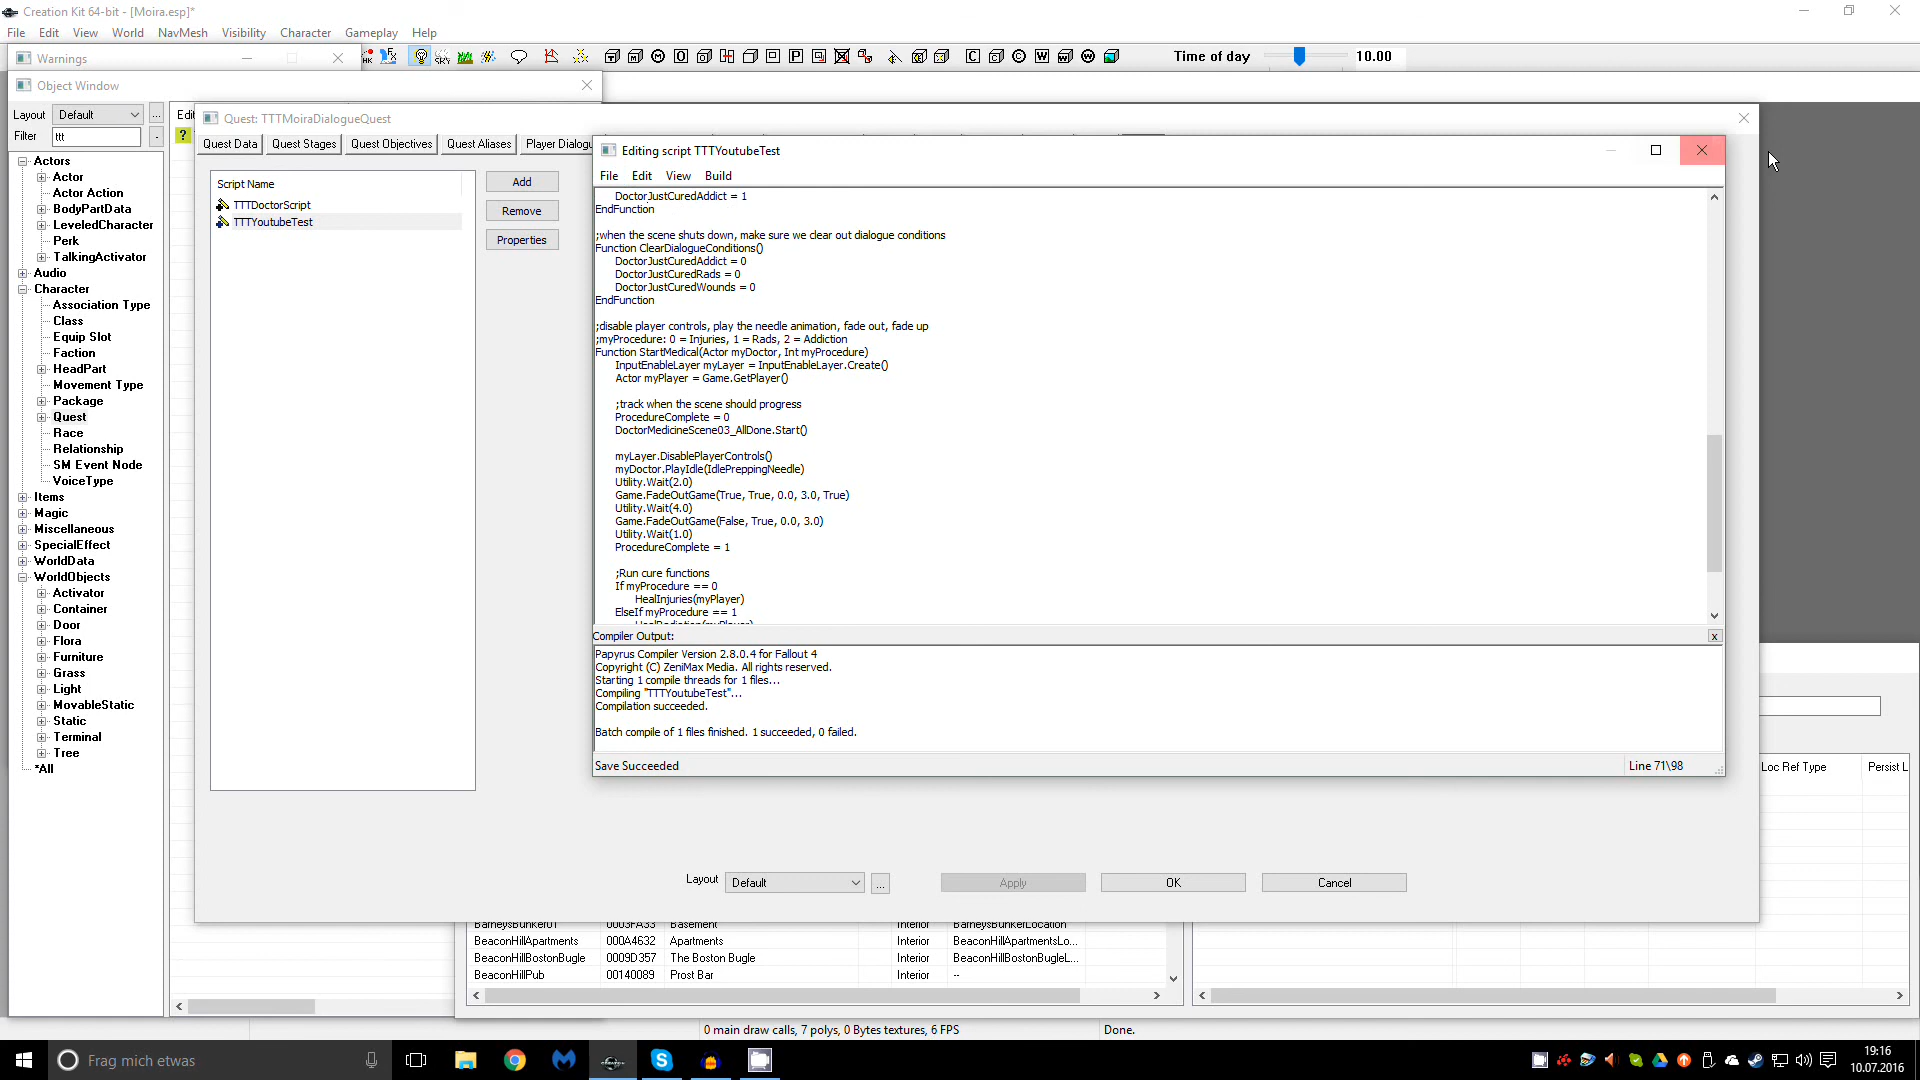 Creation Kit 64-bit - [Moira.esp]*
File Edit View World NavMesh Visibility Character Gameplay Help
Warnings
Time of day 10.00
Object Window
Layout Default ... Edit
Filter ttt - ?
Actors
Actor
Actor Action
BodyPartData
LeveledCharacter
Perk
TalkingActivator
Audio
Character
Association Type
Class
Equip Slot
Faction
HeadPart
Movement Type
Package
Quest
Race
Relationship
SM Event Node
VoiceType
Items
Magic
Miscellaneous
SpecialEffect
WorldData
WorldObjects
Activator
Container
Door
Flora
Furniture
Grass
Light
MovableStatic
Static
Terminal
Tree
*All
Quest: TTTMoiraDialogueQuest
Quest Data Quest Stages Quest Objectives Quest Aliases Player Dialogu
Script Name
TTTDoctorScript
TTTYoutubeTest
Add
Remove
Properties
Editing script TTTYoutubeTest
File Edit View Build
DoctorJustCuredAddict = 1
EndFunction
;when the scene shuts down, make sure we clear out dialogue conditions
Function ClearDialogueConditions()
DoctorJustCuredAddict = 0
DoctorJustCuredRads = 0
DoctorJustCuredWounds = 0
EndFunction
;disable player controls, play the needle animation, fade out, fade up
;myProcedure: 0 = Injuries, 1 = Rads, 2 = Addiction
Function StartMedical(Actor myDoctor, Int myProcedure)
InputEnableLayer myLayer = InputEnableLayer.Create()
Actor myPlayer = Game.GetPlayer()
;track when the scene should progress
ProcedureComplete = 0
DoctorMedicineScene03_AllDone.Start()
myLayer.DisablePlayerControls()
myDoctor.PlayIdle(IdlePreppingNeedle)
Utility.Wait(2.0)
Game.FadeOutGame(True, True, 0.0, 3.0, True)
Utility.Wait(4.0)
Game.FadeOutGame(False, True, 0.0, 3.0)
Utility.Wait(1.0)
ProcedureComplete = 1
;Run cure functions
If myProcedure == 0
HealInjuries(myPlayer)
ElseIf myProcedure == 1
HealRadiation(myPlayer)
Compiler Output: x
Papyrus Compiler Version 2.8.0.4 for Fallout 4
Copyright (C) ZeniMax Media. All rights reserved.
Starting 1 compile threads for 1 files...
Compiling "TTTYoutubeTest"...
Compilation succeeded.
Batch compile of 1 files finished. 1 succeeded, 0 failed.
Save Succeeded Line 71\98
Layout Default ... Apply OK Cancel
Loc Ref Type Persist L
BarneysBunker01 0003FA33 Basement Interior BarneysBunkerLocation
BeaconHillApartments 000A4632 Apartments Interior BeaconHillApartmentsLo...
BeaconHillBostonBugle 0009D357 The Boston Bugle Interior BeaconHillBostonBugleL...
BeaconHillPub 00140089 Prost Bar Interior --
0 main draw calls, 7 polys, 0 Bytes textures, 6 FPS Done.
Frag mich etwas
19:16
10.07.2016